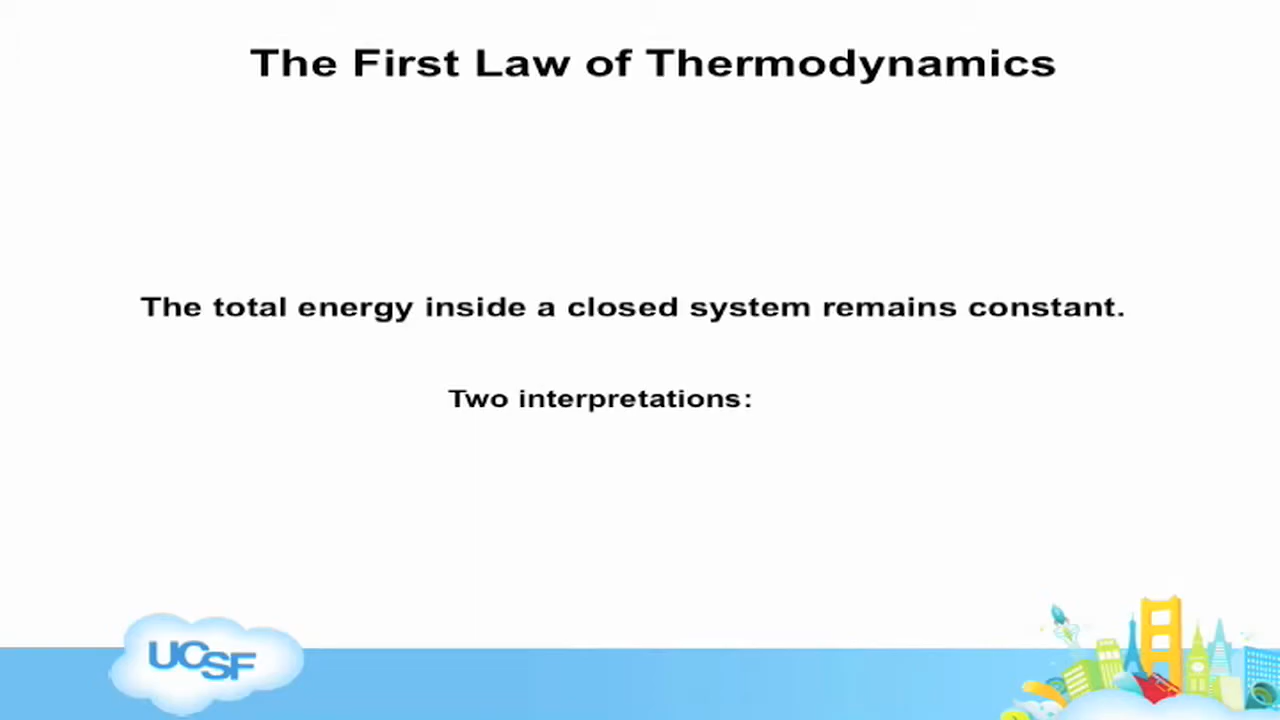 The First Law of Thermodynamics
The total energy inside a closed system remains constant.
Two interpretations:
UCSF